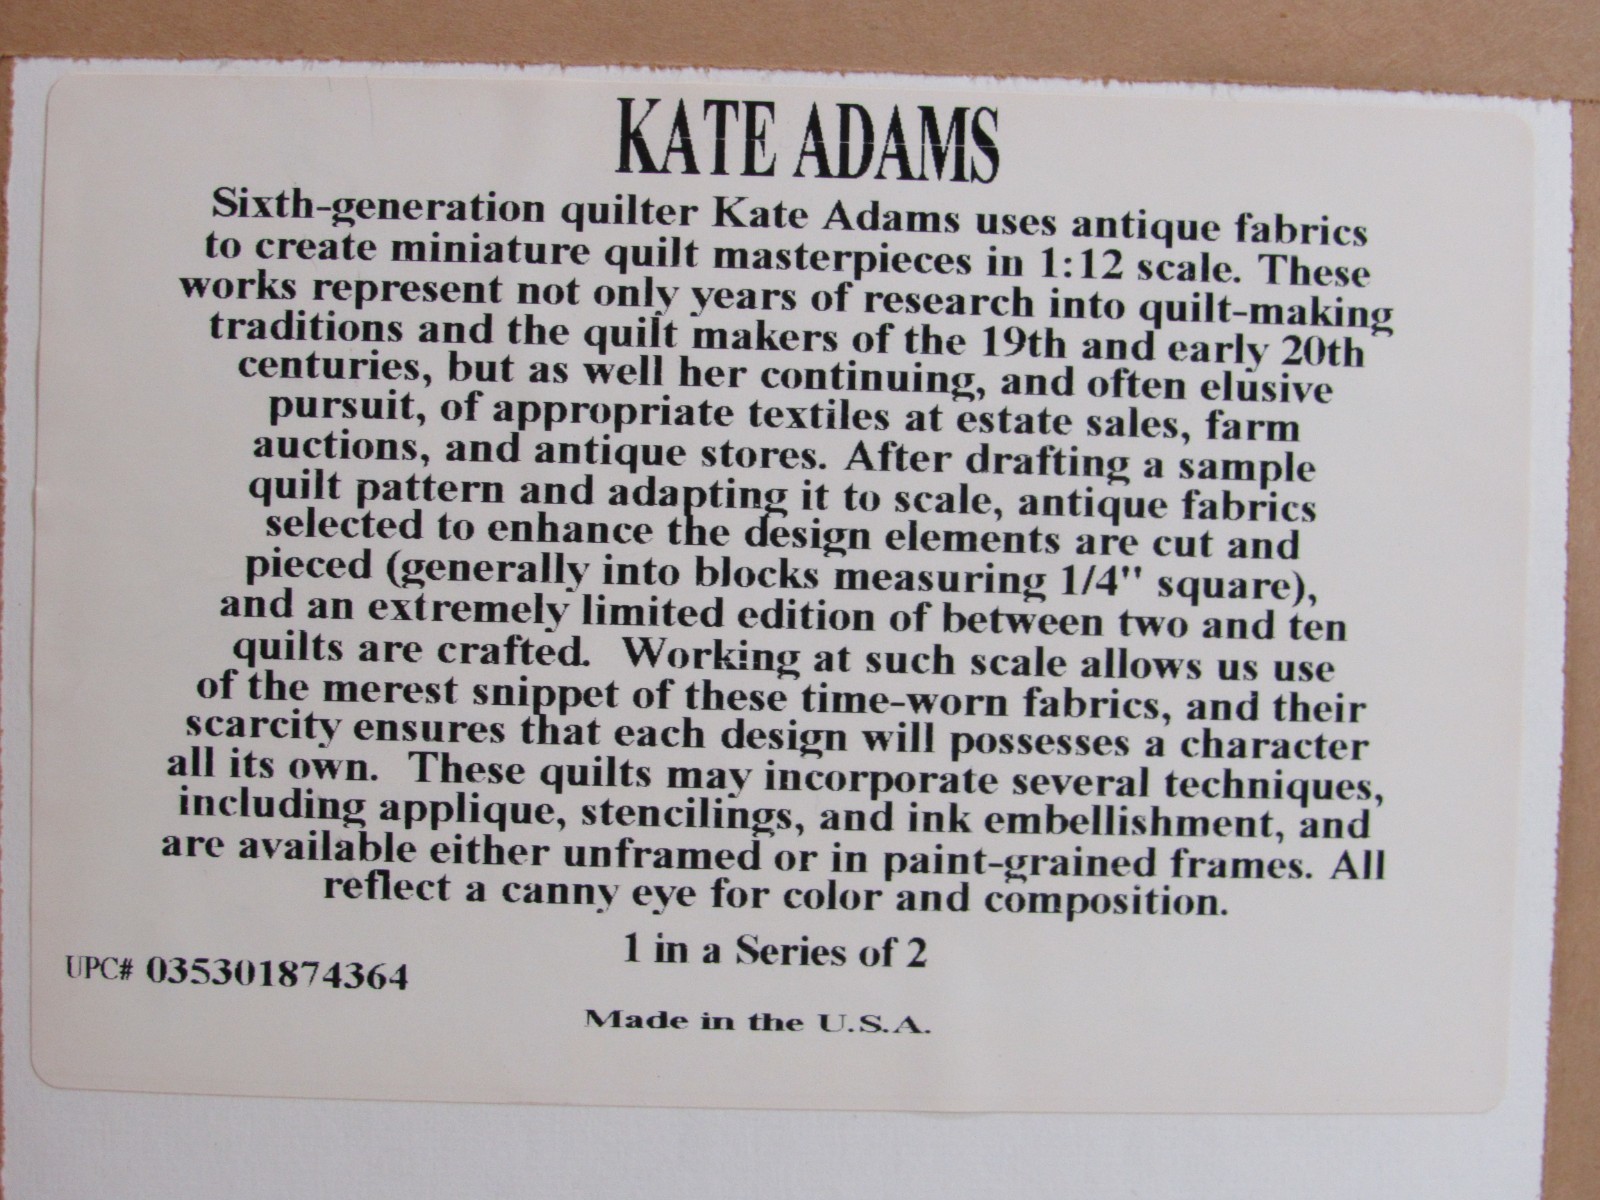 KATE ADAMS
Sixth-generation quilter Kate Adams uses antique fabrics
to create miniature quilt masterpieces in 1:12 scale. These
works represent not only years of research into quilt-making
traditions and the quilt makers of the 19th and early 20th
centuries, but as well her continuing, and often elusive
pursuit, of appropriate textiles at estate sales, farm
auctions, and antique stores. After drafting a sample
quilt pattern and adapting it to scale, antique fabrics
selected to enhance the design elements are cut and
pieced (generally into blocks measuring 1/4" square),
and an extremely limited edition of between two and ten
quilts are crafted. Working at such scale allows us use
of the merest snippet of these time-worn fabrics, and their
scarcity ensures that each design will possesses a character
all its own. These quilts may incorporate several techniques,
including applique, stencilings, and ink embellishment, and
are available either unframed or in paint-grained frames. All
reflect a canny eye for color and composition.
1 in a Series of 2
UPC# 035301874364
Made in the U.S.A.